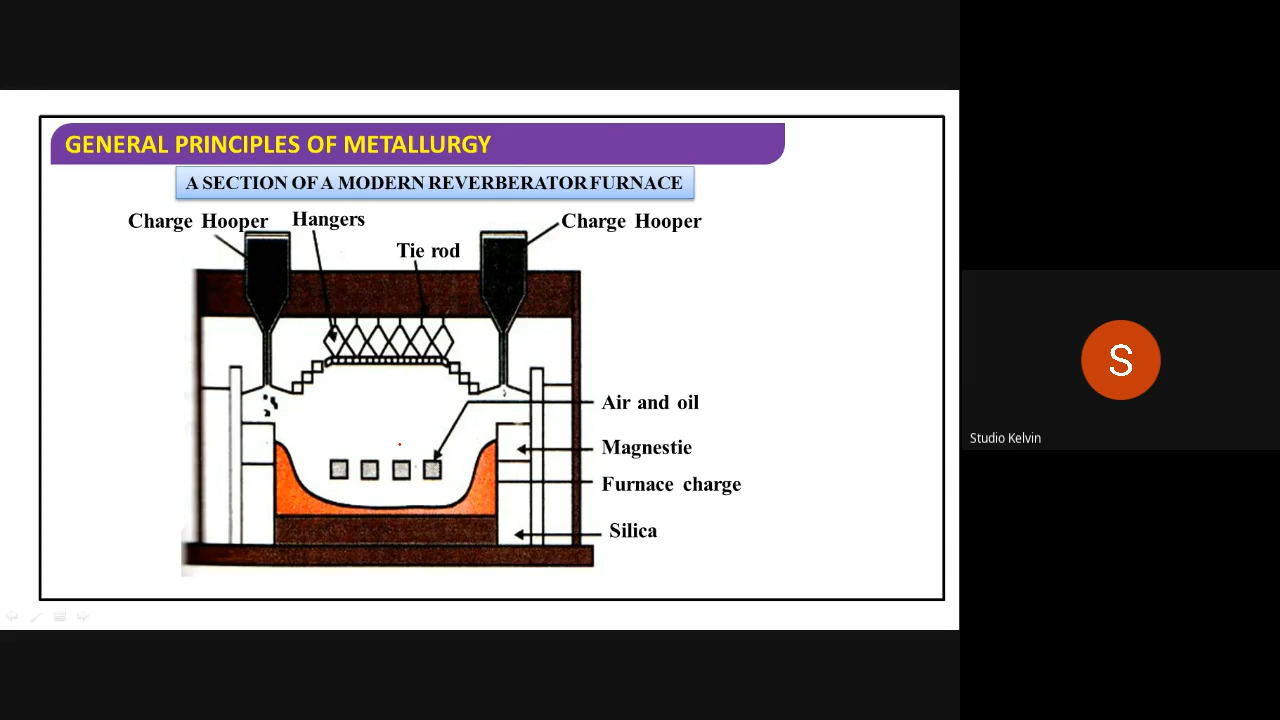 GENERAL PRINCIPLES OF METALLURGY
A SECTION OF A MODERN REVERBERATOR FURNACE
Charge Hooper
Hangers
Charge Hooper
Tie rod
Air and oil
Magnestie
Furnace charge
Silica
S
Studio Kelvin